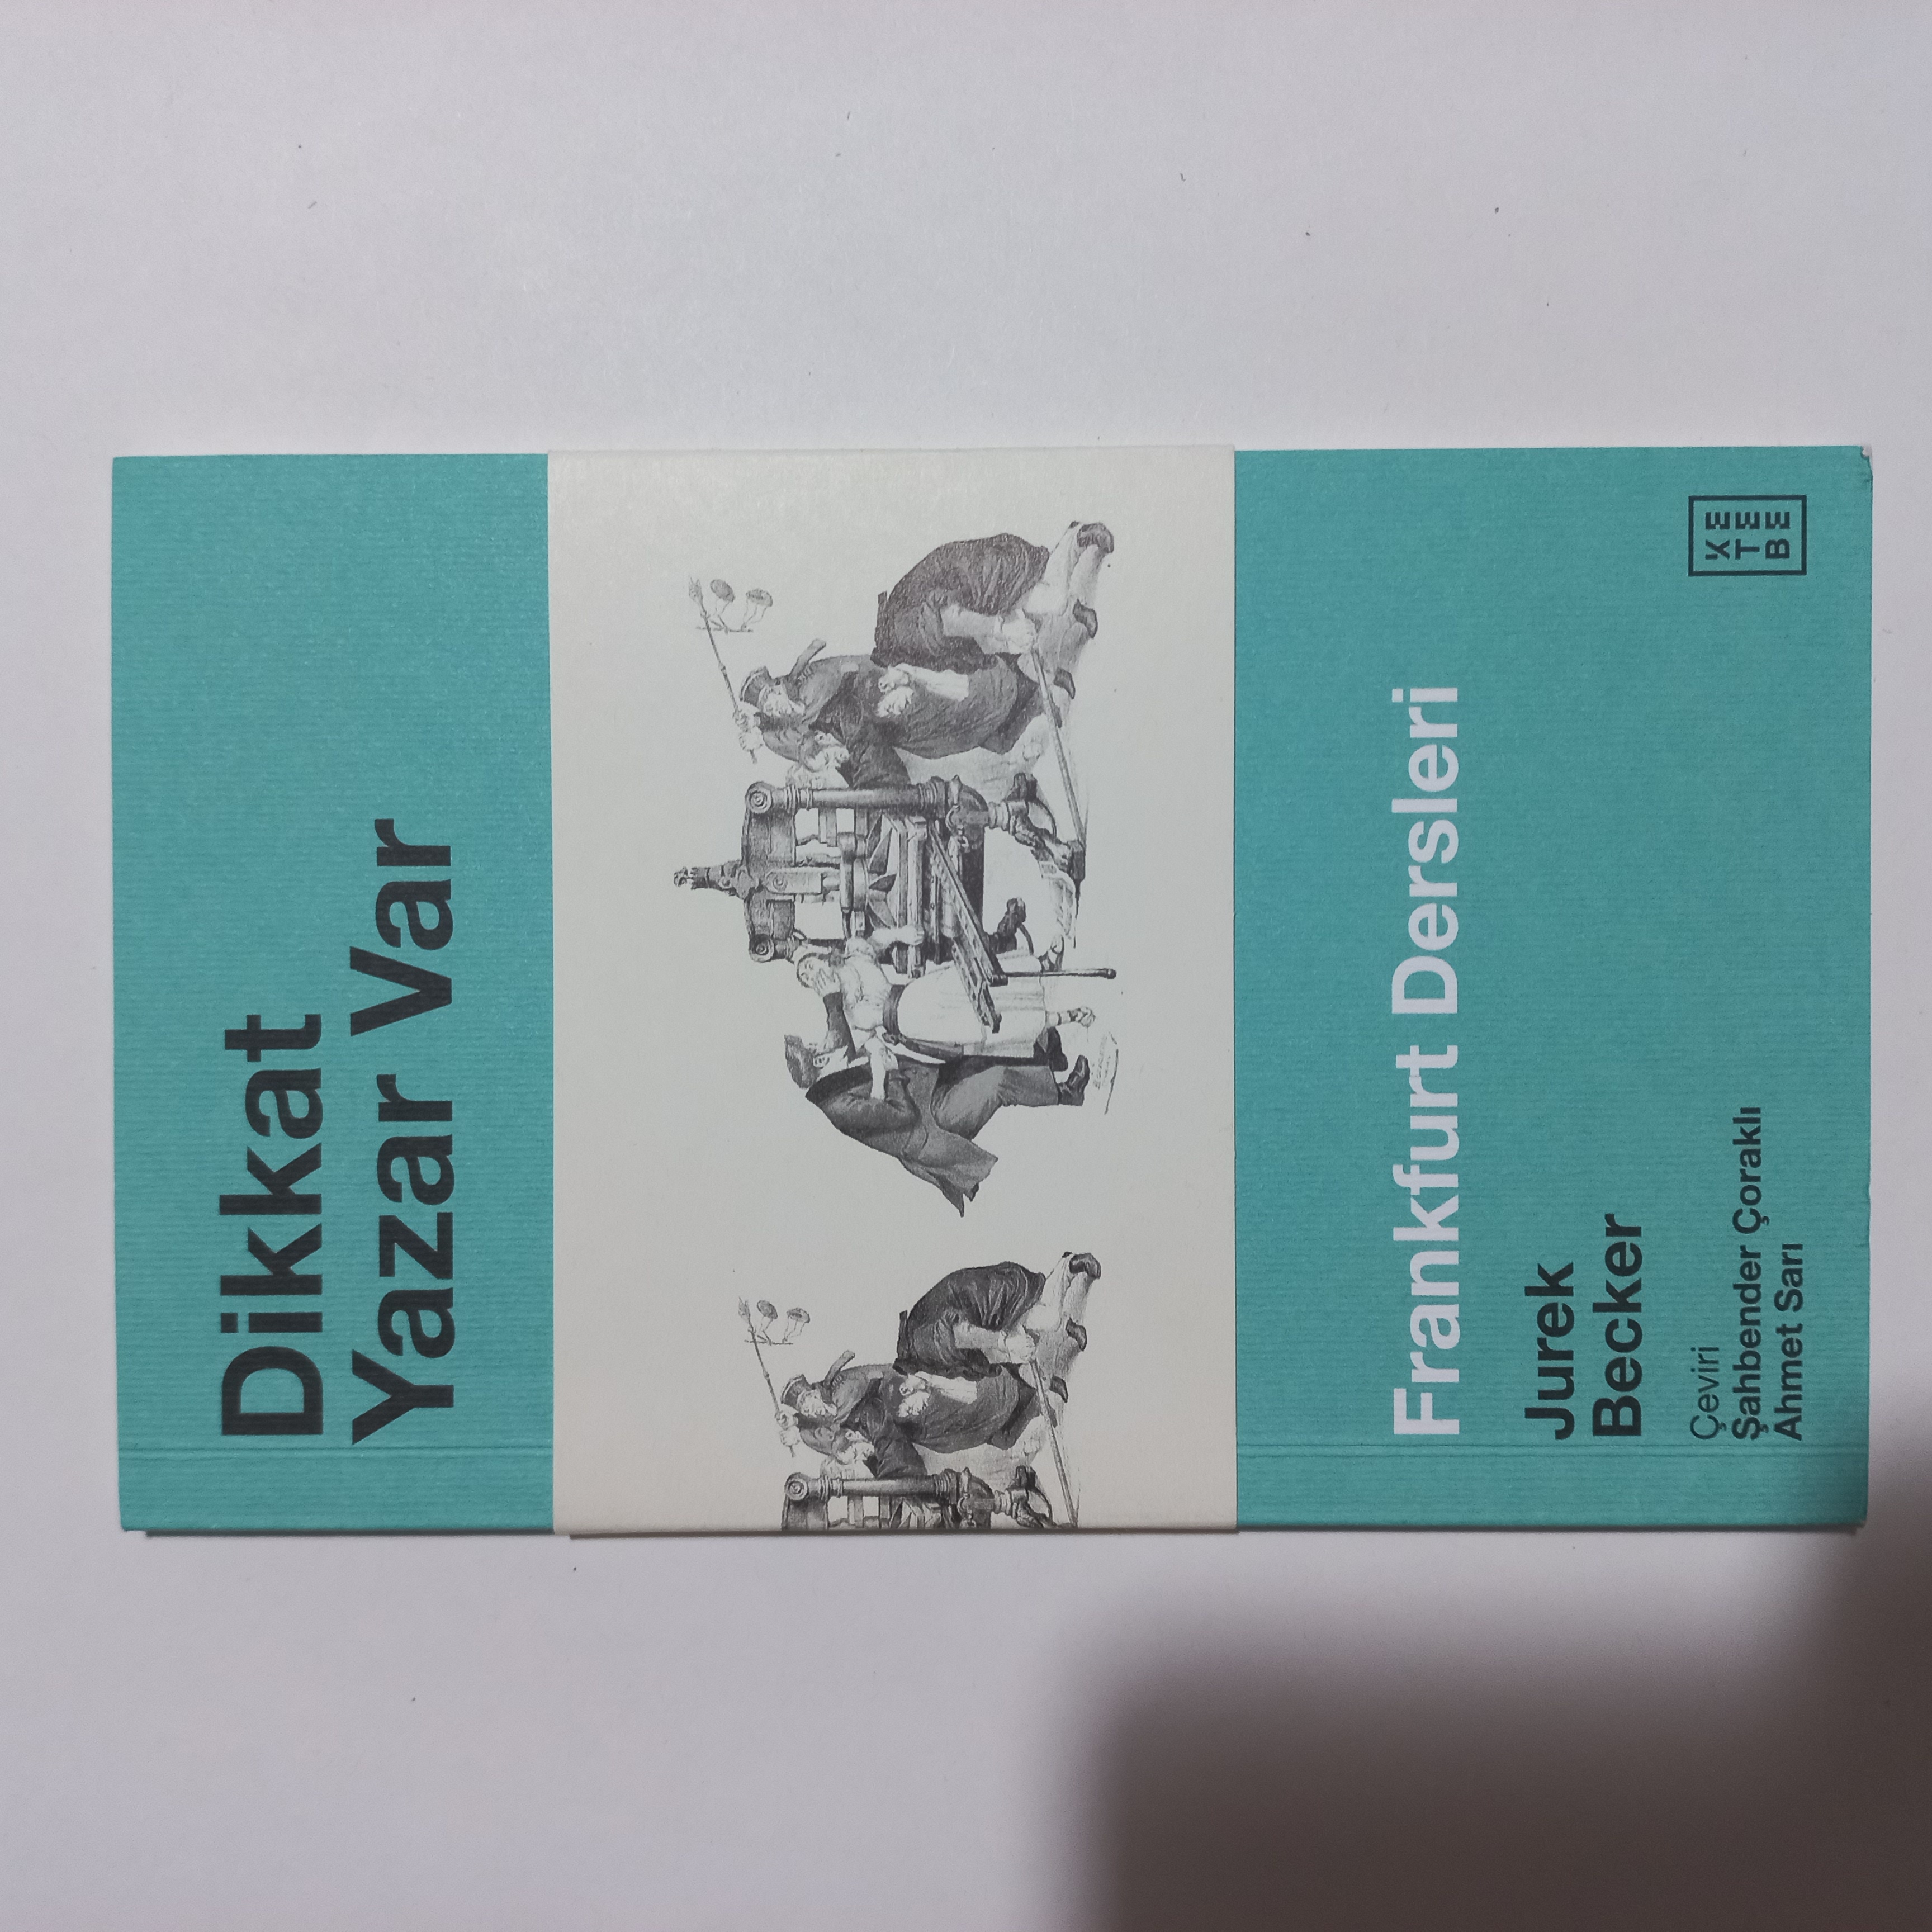 Dikkat
Yazar Var
Frankfurt Dersleri
Jurek
Becker
Çeviri
Şahbender Çoraklı
Ahmet Sarı
KE
TE
BE